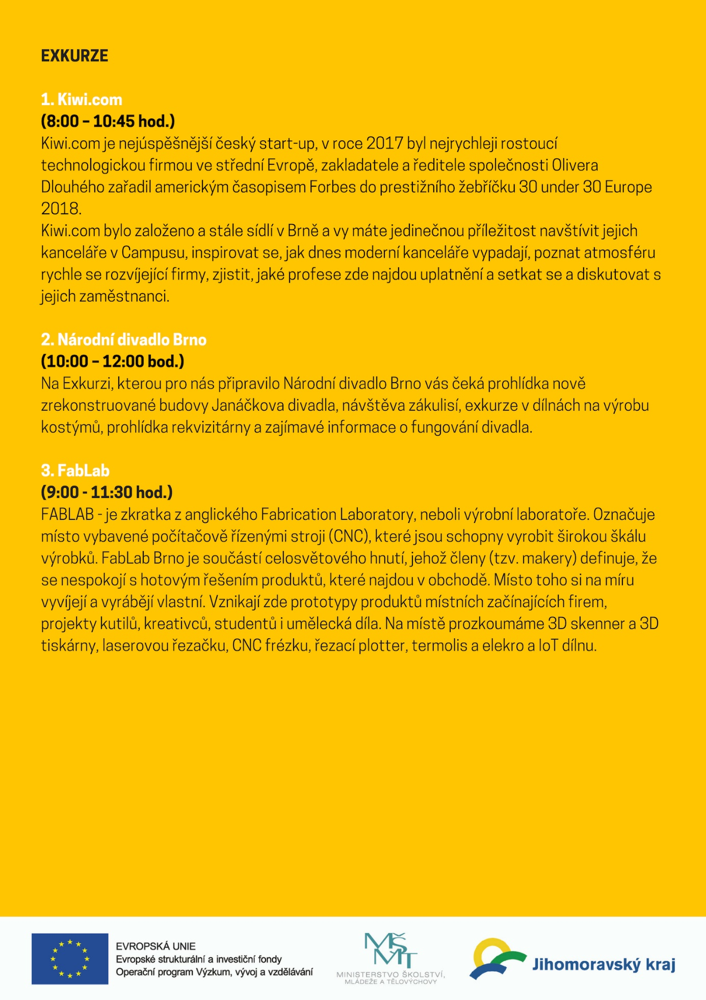 EXKURZE
1. Kiwi.com
(8:00 – 10:45 hod.)
Kiwi.com je nejúspěšnější český start-up, v roce 2017 byl nejrychleji rostoucí
technologickou firmou ve střední Evropě, zakladatele a ředitele společnosti Olivera
Dlouhého zařadil americkým časopisem Forbes do prestižního žebříčku 30 under 30 Europe
2018.
Kiwi.com bylo založeno a stále sídlí v Brně a vy máte jedinečnou příležitost navštívit jejich
kanceláře v Campusu, inspirovat se, jak dnes moderní kanceláře vypadají, poznat atmosféru
rychle se rozvíjející firmy, zjistit, jaké profese zde najdou uplatnění a setkat se a diskutovat s
jejich zaměstnanci.
2. Národní divadlo Brno
(10:00 – 12:00 bod.)
Na Exkurzi, kterou pro nás připravilo Národní divadlo Brno vás čeká prohlídka nově
zrekonstruované budovy Janáčkova divadla, návštěva zákulisí, exkurze v dílnách na výrobu
kostýmů, prohlídka rekvizitárny a zajímavé informace o fungování divadla.
3. FabLab
(9:00 - 11:30 hod.)
FABLAB - je zkratka z anglického Fabrication Laboratory, neboli výrobní laboratoře. Označuje
místo vybavené počítačově řízenými stroji (CNC), které jsou schopny vyrobit širokou škálu
výrobků. FabLab Brno je součástí celosvětového hnutí, jehož členy (tzv. makery) definuje, že
se nespokojí s hotovým řešením produktů, které najdou v obchodě. Místo toho si na míru
vyvíjejí a vyrábějí vlastní. Vznikají zde prototypy produktů místních začínajících firem,
projekty kutilů, kreativců, studentů i umělecká díla. Na místě prozkoumáme 3D skenner a 3D
tiskárny, laserovou řezačku, CNC frézku, řezací plotter, termolis a elekro a IoT dílnu.
EVROPSKÁ UNIE
Evropské strukturální a investiční fondy
Operační program Výzkum, vývoj a vzdělávání
MŠMT
MINISTERSTVO ŠKOLSTVÍ,
MLÁDEŽE A TĚLOVÝCHOVY
Jihomoravský kraj